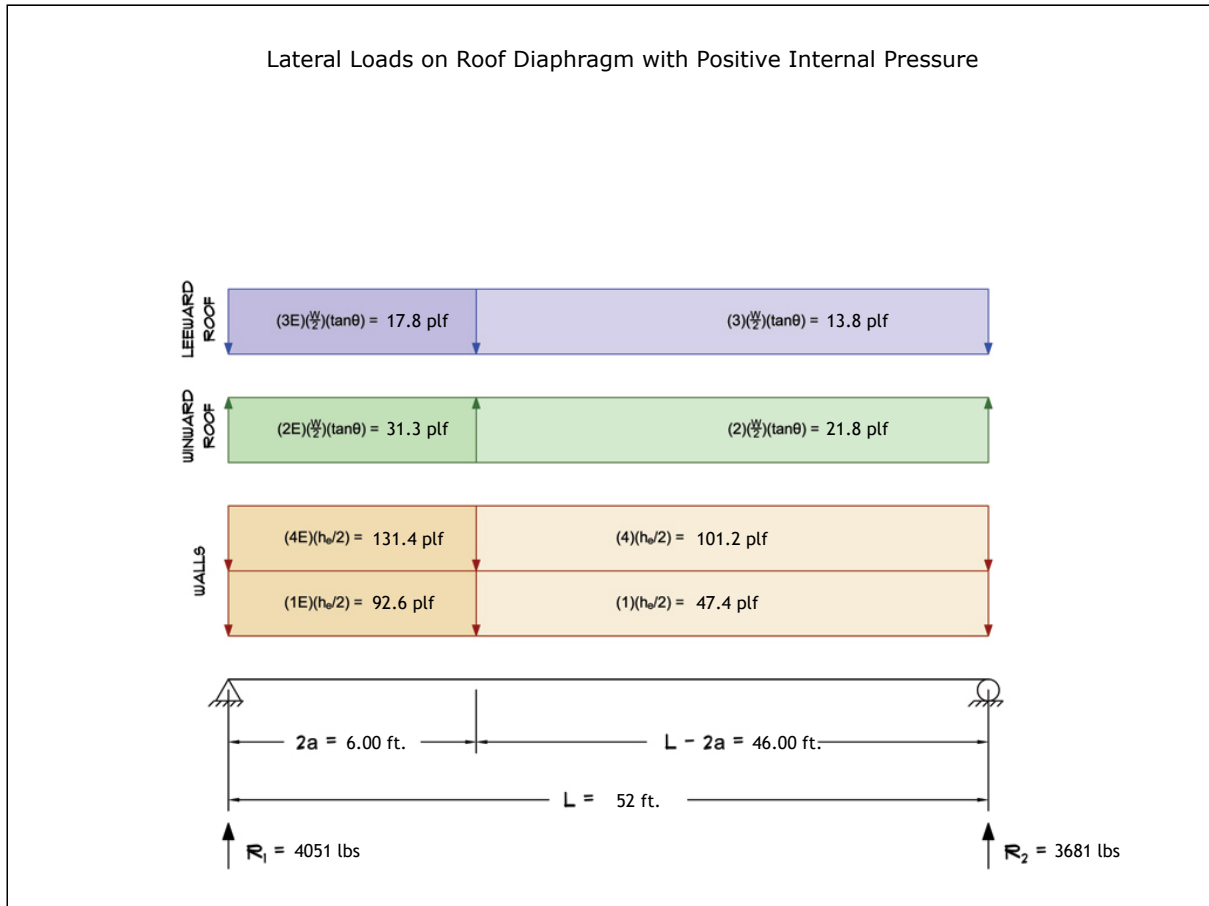 Lateral Loads on Roof Diaphragm with Positive Internal Pressure
LEEWARD
ROOF
(3E)(W/2)(tanθ) = 17.8 plf
(3)(W/2)(tanθ) = 13.8 plf
WINWARD
ROOF
(2E)(W/2)(tanθ) = 31.3 plf
(2)(W/2)(tanθ) = 21.8 plf
WALLS
(4E)(hₑ/2) = 131.4 plf
(4)(hₑ/2) = 101.2 plf
(1E)(hₑ/2) = 92.6 plf
(1)(hₑ/2) = 47.4 plf
2a = 6.00 ft.
L - 2a = 46.00 ft.
L = 52 ft.
R₁ = 4051 lbs
R₂ = 3681 lbs